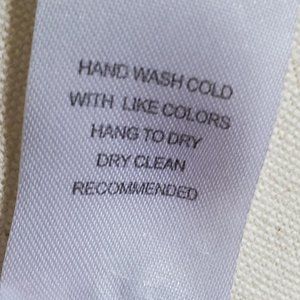 HAND WASH COLD
WITH LIKE COLORS
HANG TO DRY
DRY CLEAN
RECOMMENDED